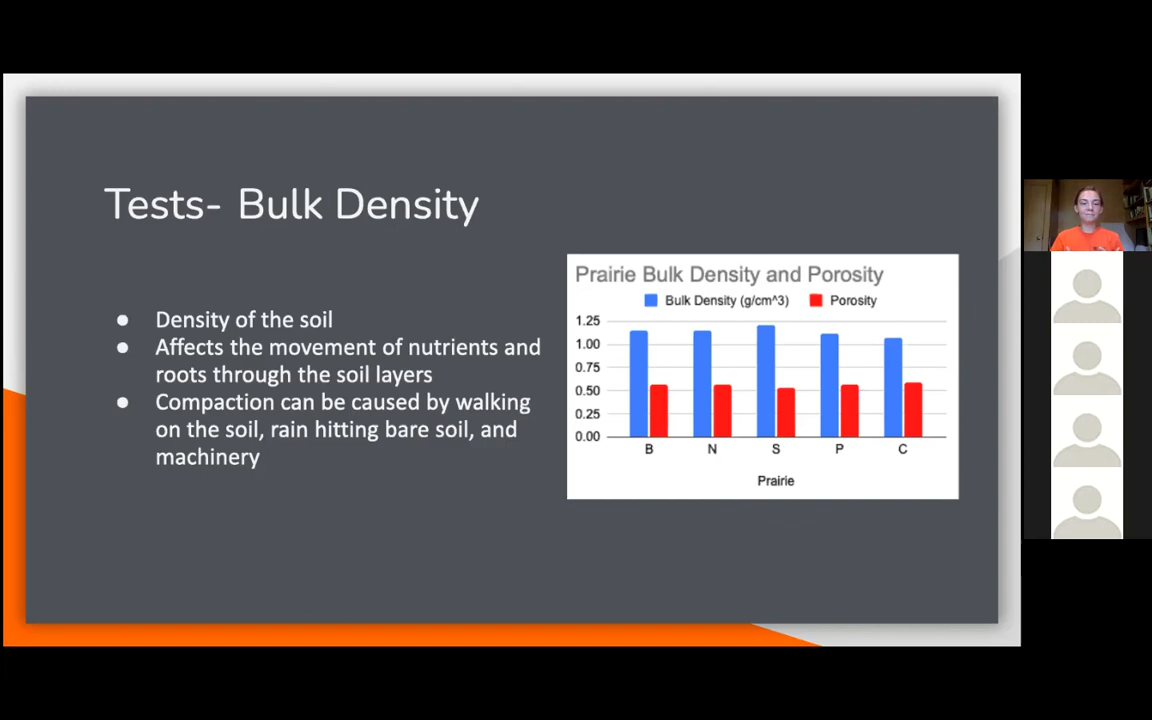 Tests- Bulk Density
● Density of the soil
● Affects the movement of nutrients and
roots through the soil layers
● Compaction can be caused by walking
on the soil, rain hitting bare soil, and
machinery
Prairie Bulk Density and Porosity
Bulk Density (g/cm^3) Porosity
1.25
1.00
0.75
0.50
0.25
0.00
B N S P C
Prairie